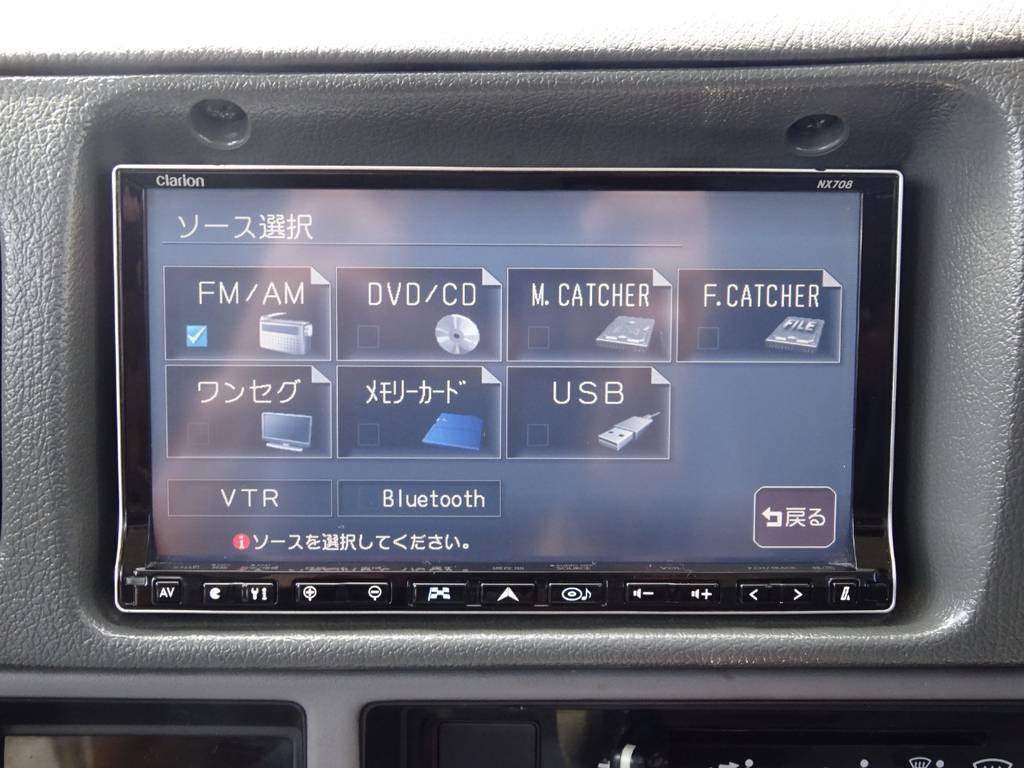 clarion
NX708
ソース選択
FM/AM
DVD/CD
M.CATCHER
F.CATCHER
FILE
ワンセグ
メモリーカード
USB
VTR
Bluetooth
戻る
ソースを選択してください。
AV